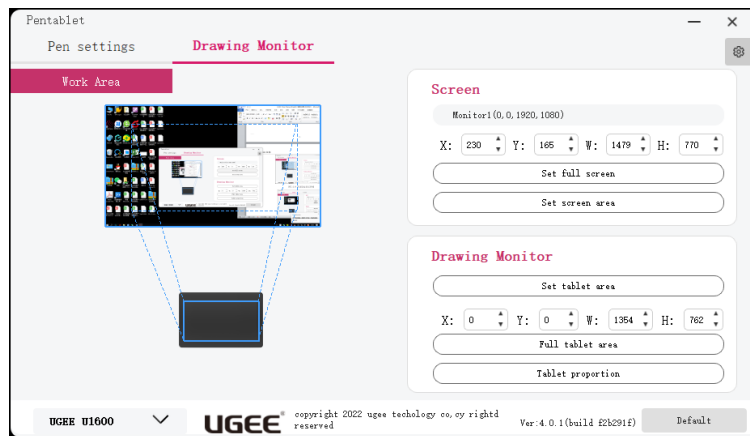 Pentablet
Pen settings
Drawing Monitor
Work Area
Screen
Monitor1(0,0,1920,1080)
X: 230 Y: 165 W: 1479 H: 770
Set full screen
Set screen area
Drawing Monitor
Set tablet area
X: 0 Y: 0 W: 1354 H: 762
Full tablet area
Tablet proportion
UGEE U1600
UGEE®
copyright 2022 ugee techology co,cy rightd
reserved
Ver:4.0.1(build f2b291f)
Default